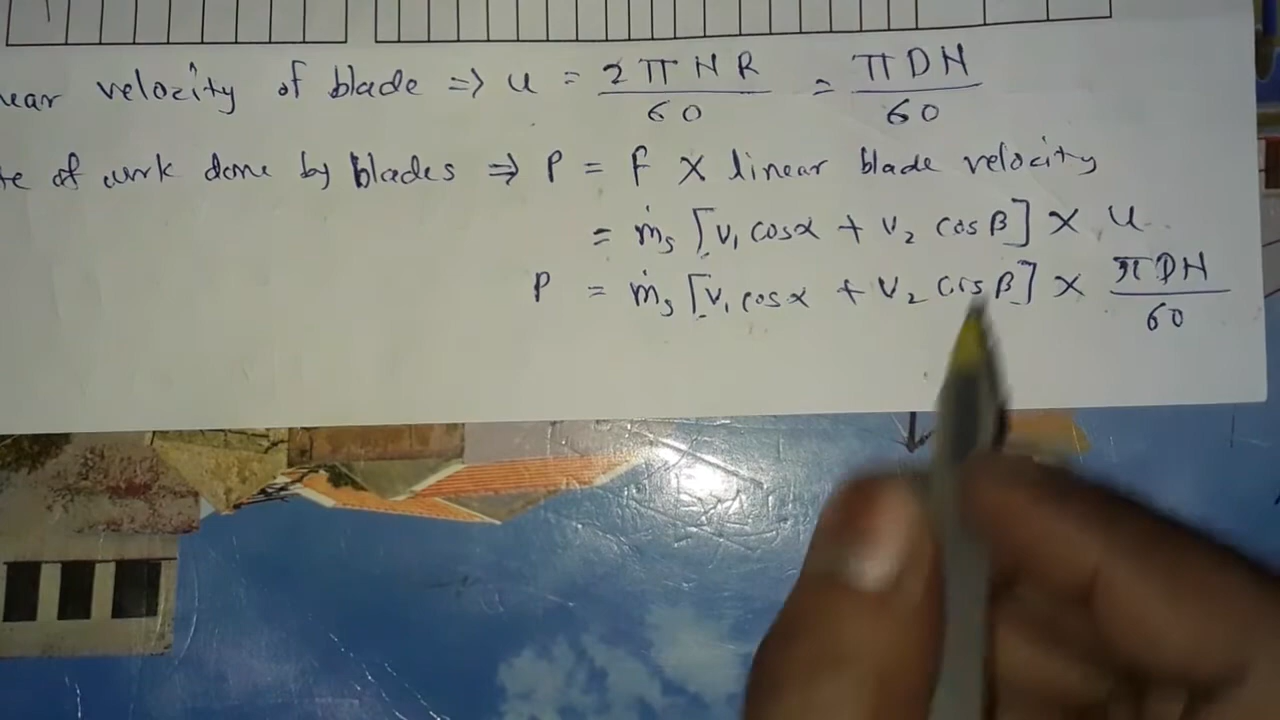 velocity of blade => u = 2πNR/60 = πDN/60
of work done by blades => P = F × linear blade velocity
= ṁs [v₁ cosα + v₂ cosβ] × u
P = ṁs [v₁ cosα + v₂ cosβ] × πDN/60